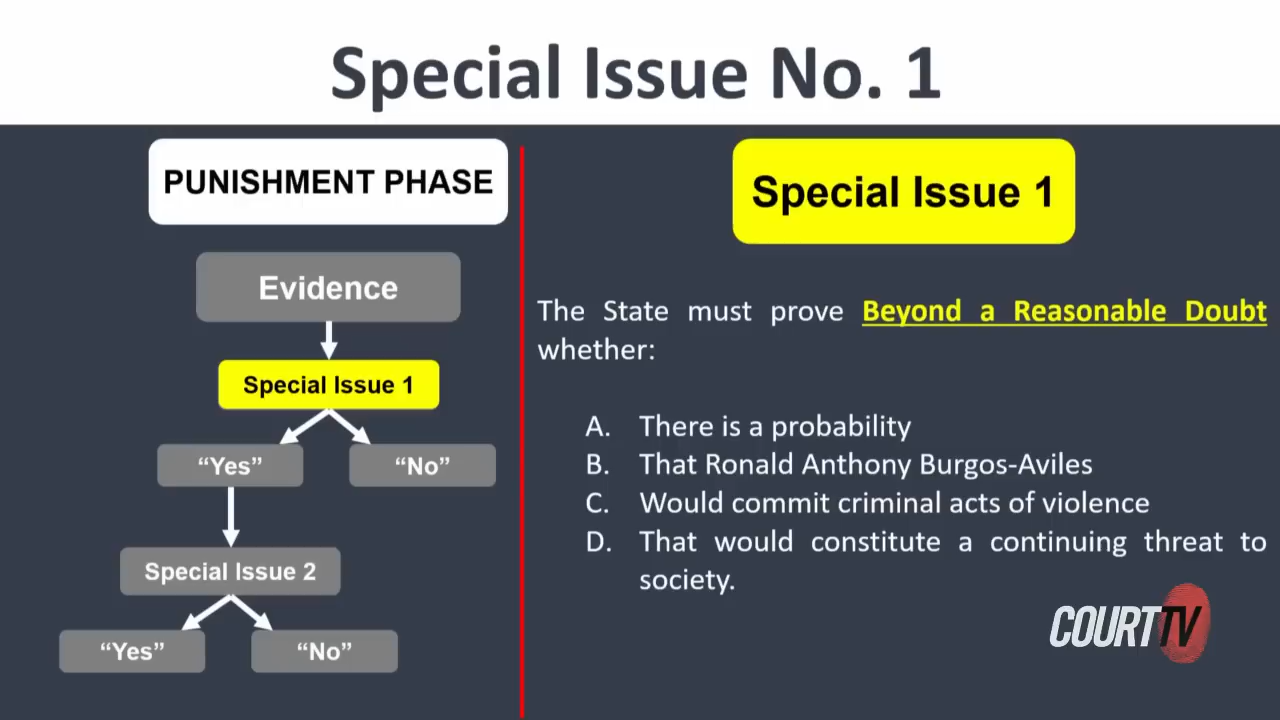 Special Issue No. 1
PUNISHMENT PHASE
Evidence
Special Issue 1
“Yes”
“No”
Special Issue 2
“Yes”
“No”
Special Issue 1
The State must prove Beyond a Reasonable Doubt
whether:
A. There is a probability
B. That Ronald Anthony Burgos-Aviles
C. Would commit criminal acts of violence
D. That would constitute a continuing threat to
society.
COURT TV